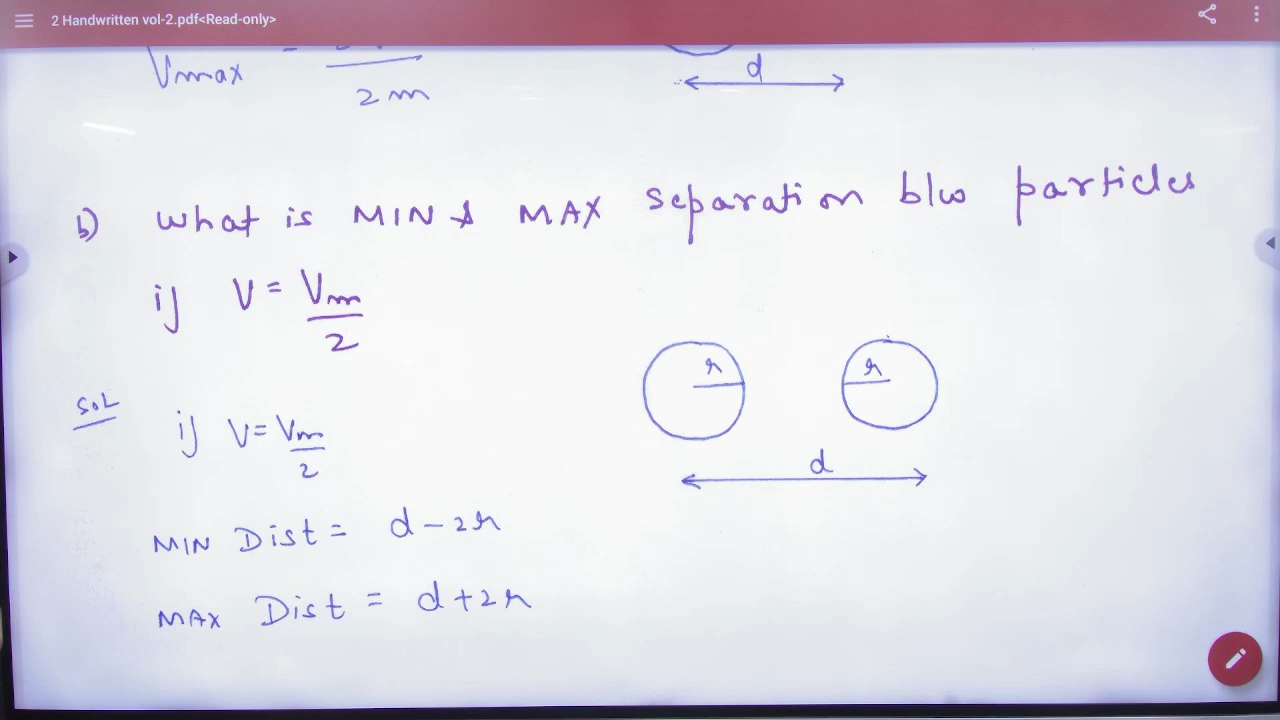 2 Handwritten vol-2.pdf<Read-only>
Vmax =
2m
d
b) What is MIN & MAX separation b/w particles
if V = Vm/2
r r
SOL
if V = Vm/2
d
MIN Dist = d - 2r
MAX Dist = d + 2r